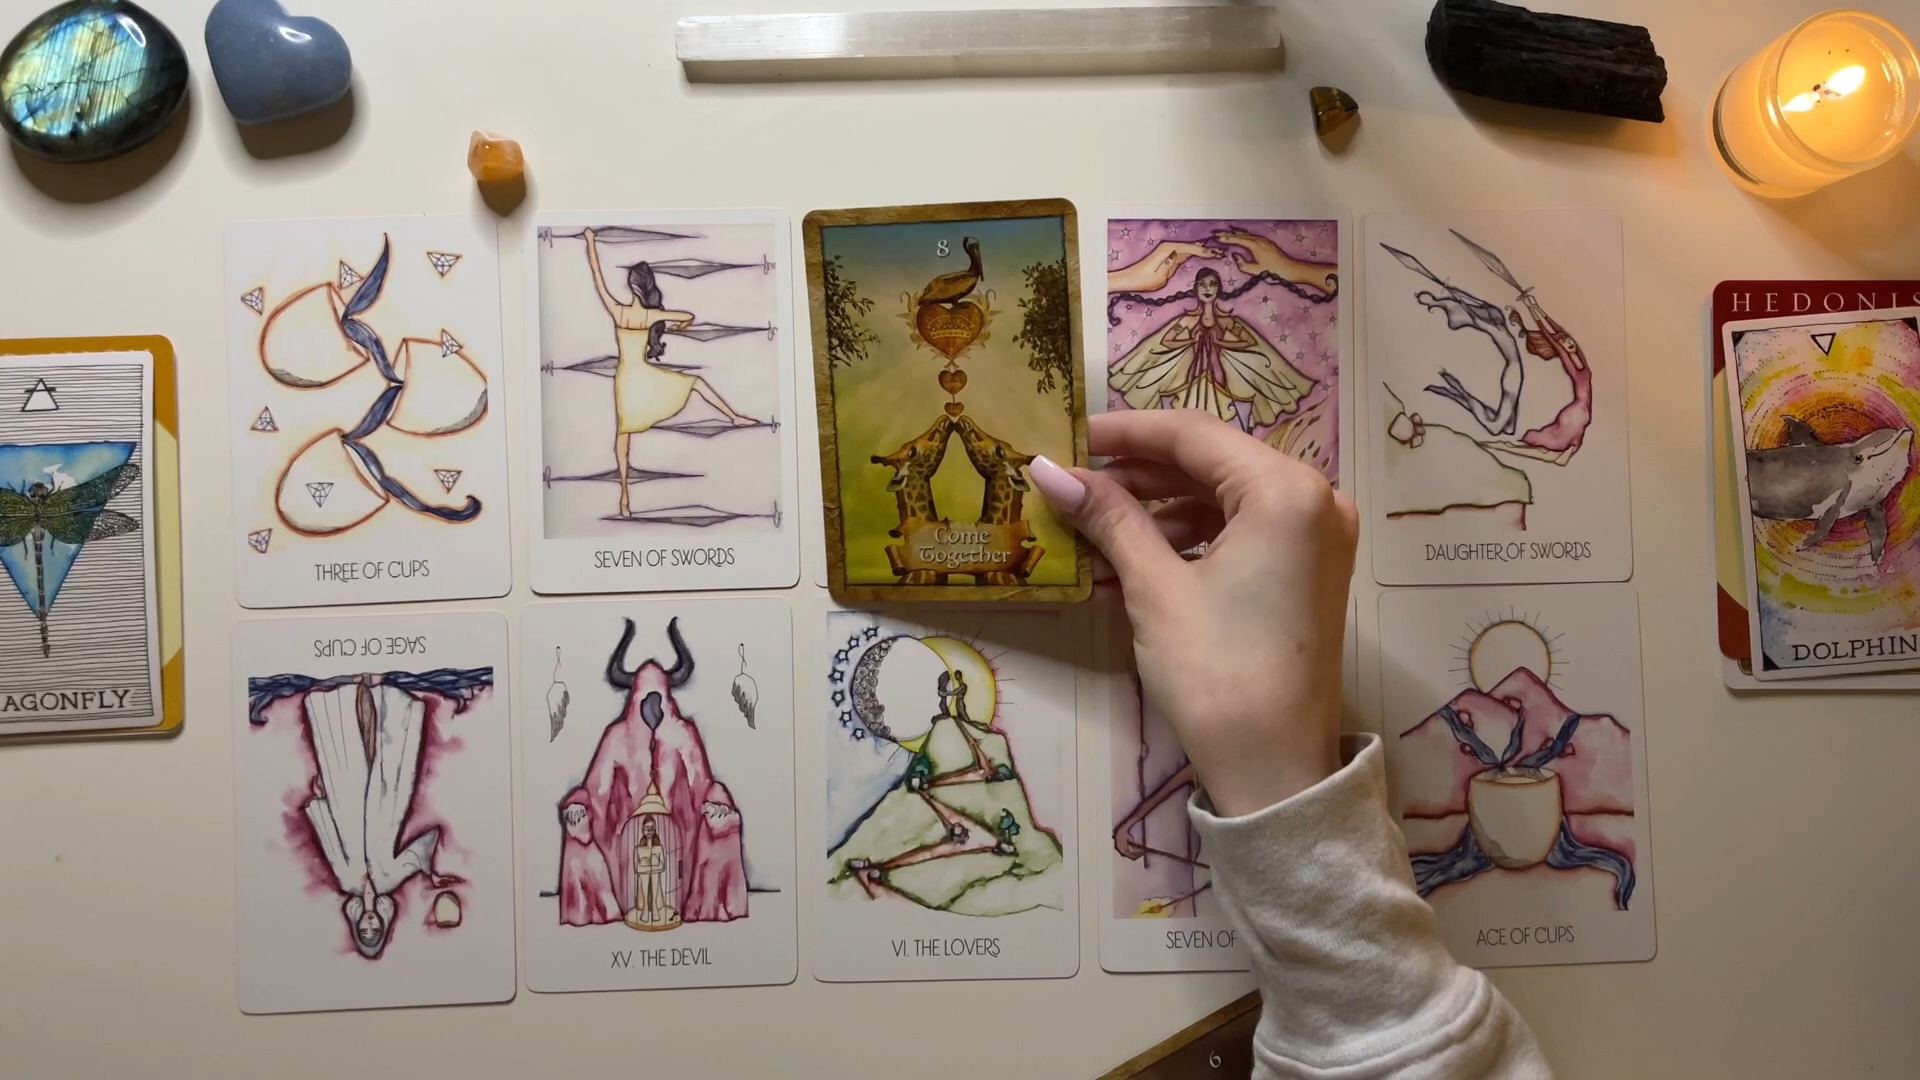 8
HEDONIS
Come
Together
THREE OF CUPS
SEVEN OF SWORDS
DAUGHTER OF SWORDS
DOLPHIN
AGONFLY
SAGE OF CUPS
XV. THE DEVIL
VI. THE LOVERS
SEVEN OF
ACE OF CUPS
6